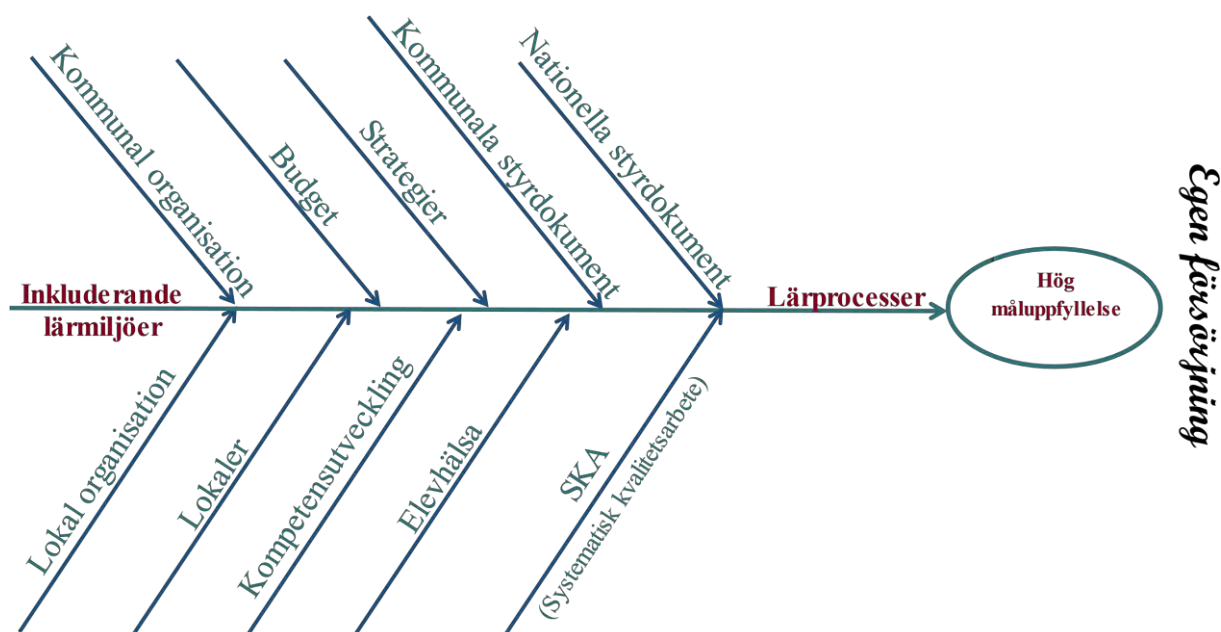 Kommunal organisation
Budget
Strategier
Kommunala styrdokument
Nationella styrdokument
Inkluderande
lärmiljöer
Lärprocesser
Hög
måluppfyllelse
Egen försörjning
Lokal organisation
Lokaler
Kompetensutveckling
Elevhälsa
SKA
(Systematisk kvalitetsarbete)